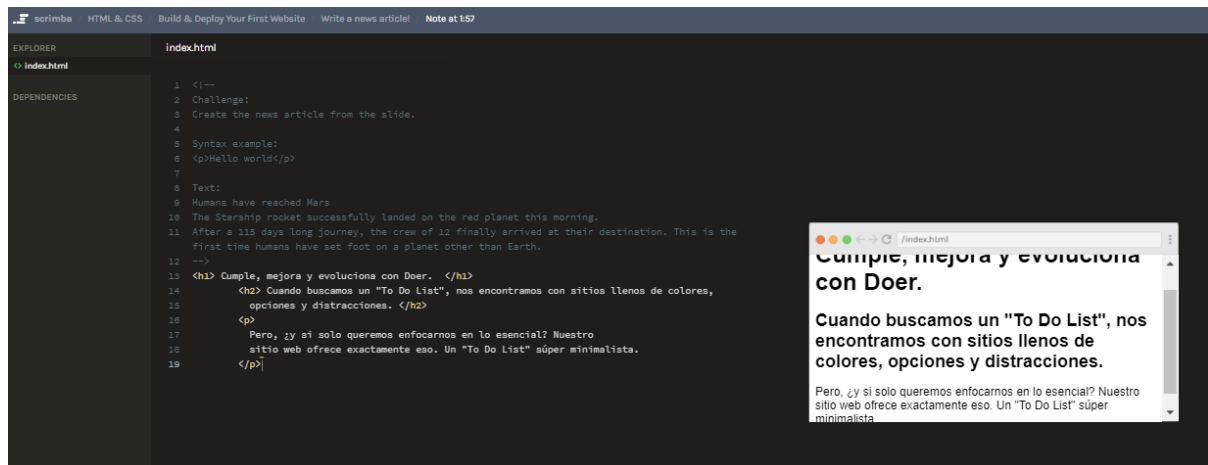 scrimba HTML & CSS Build & Deploy Your First Website Write a news article! Note at 1:57
EXPLORER
index.html
<> index.html
DEPENDENCIES
1 <!--
2 Challenge:
3 Create the news article from the slide.
4
5 Syntax example:
6 <p>Hello world</p>
7
8 Text:
9 Humans have reached Mars
10 The Starship rocket successfully landed on the red planet this morning.
11 After a 115 days long journey, the crew of 12 finally arrived at their destination. This is the
first time humans have set foot on a planet other than Earth.
12 -->
13 <h1> Cumple, mejora y evoluciona con Doer. </h1>
14 <h2> Cuando buscamos un "To Do List", nos encontramos con sitios llenos de colores,
15 opciones y distracciones. </h2>
16 <p>
17 Pero, ¿y si solo queremos enfocarnos en lo esencial? Nuestro
18 sitio web ofrece exactamente eso. Un "To Do List" súper minimalista.
19 </p>
/index.html
Cumple, mejora y evoluciona
con Doer.
Cuando buscamos un "To Do List", nos
encontramos con sitios llenos de
colores, opciones y distracciones.
Pero, ¿y si solo queremos enfocarnos en lo esencial? Nuestro
sitio web ofrece exactamente eso. Un "To Do List" súper
minimalista.